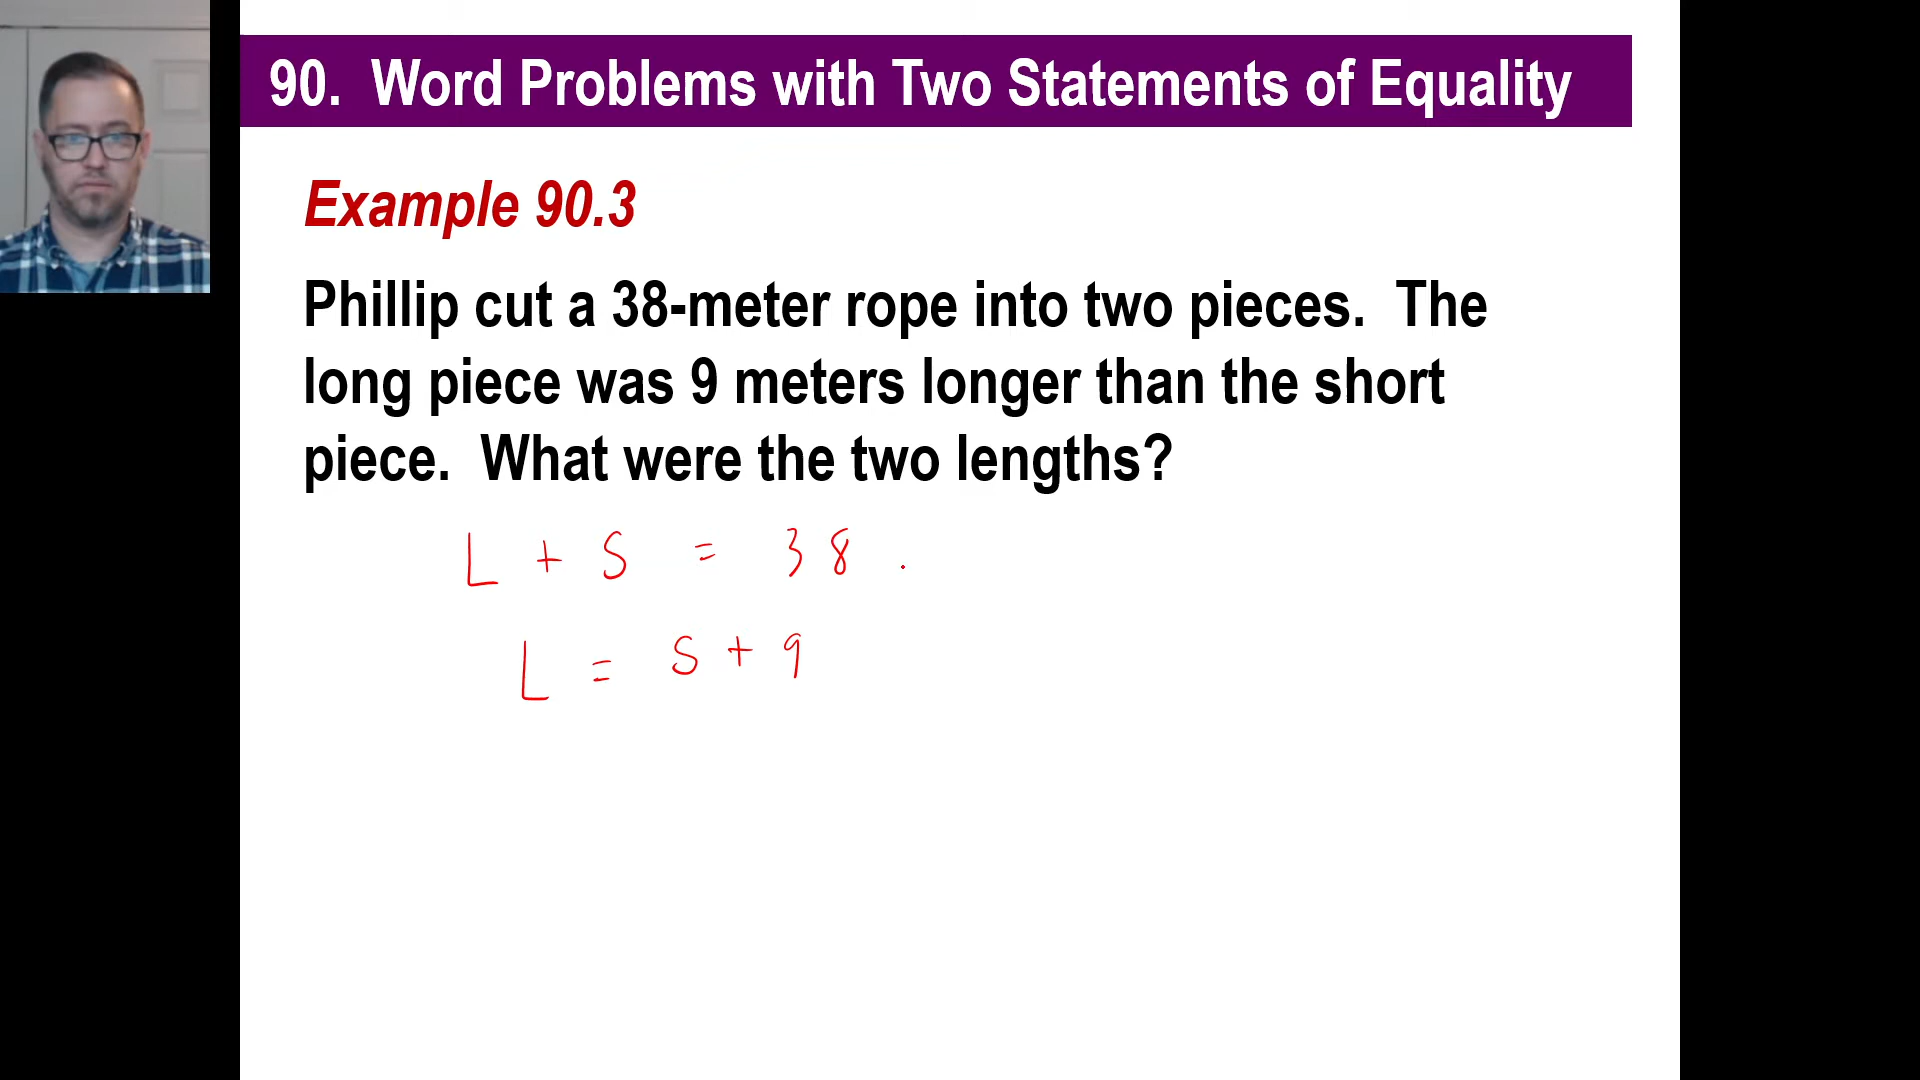 90. Word Problems with Two Statements of Equality
Example 90.3
Phillip cut a 38-meter rope into two pieces. The
long piece was 9 meters longer than the short
piece. What were the two lengths?
L + S = 38 .
L = S + 9